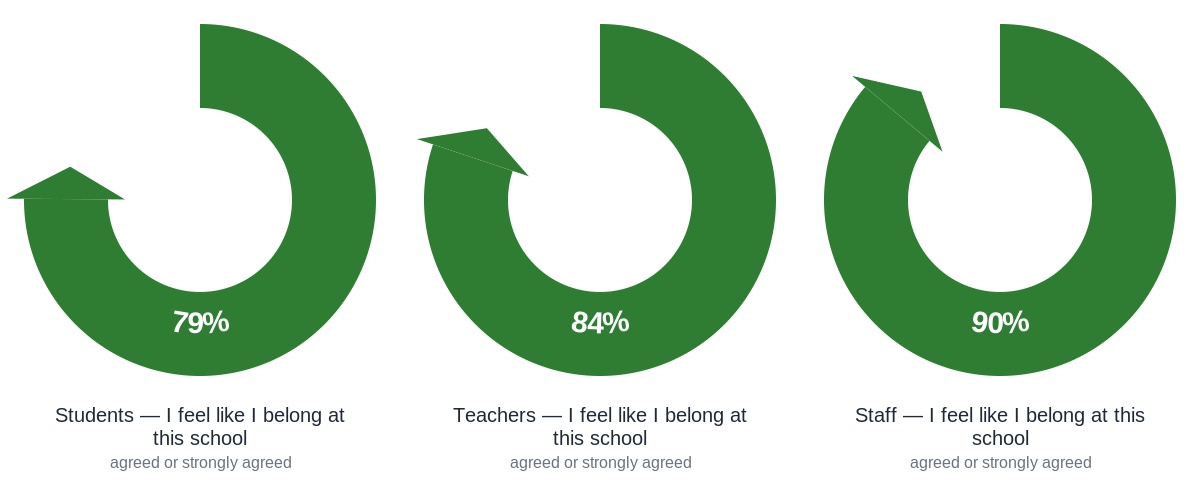 79%
84%
90%
Students — I feel like I belong at
this school
agreed or strongly agreed
Teachers — I feel like I belong at
this school
agreed or strongly agreed
Staff — I feel like I belong at this
school
agreed or strongly agreed